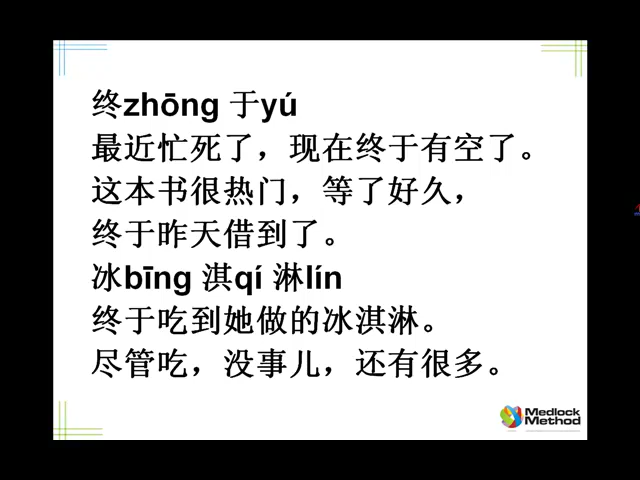 终zhōng 于yú
最近忙死了，现在终于有空了。
这本书很热门，等了好久，
终于昨天借到了。
冰bīng 淇qí 淋lín
终于吃到她做的冰淇淋。
尽管吃，没事儿，还有很多。
Medlock
Method